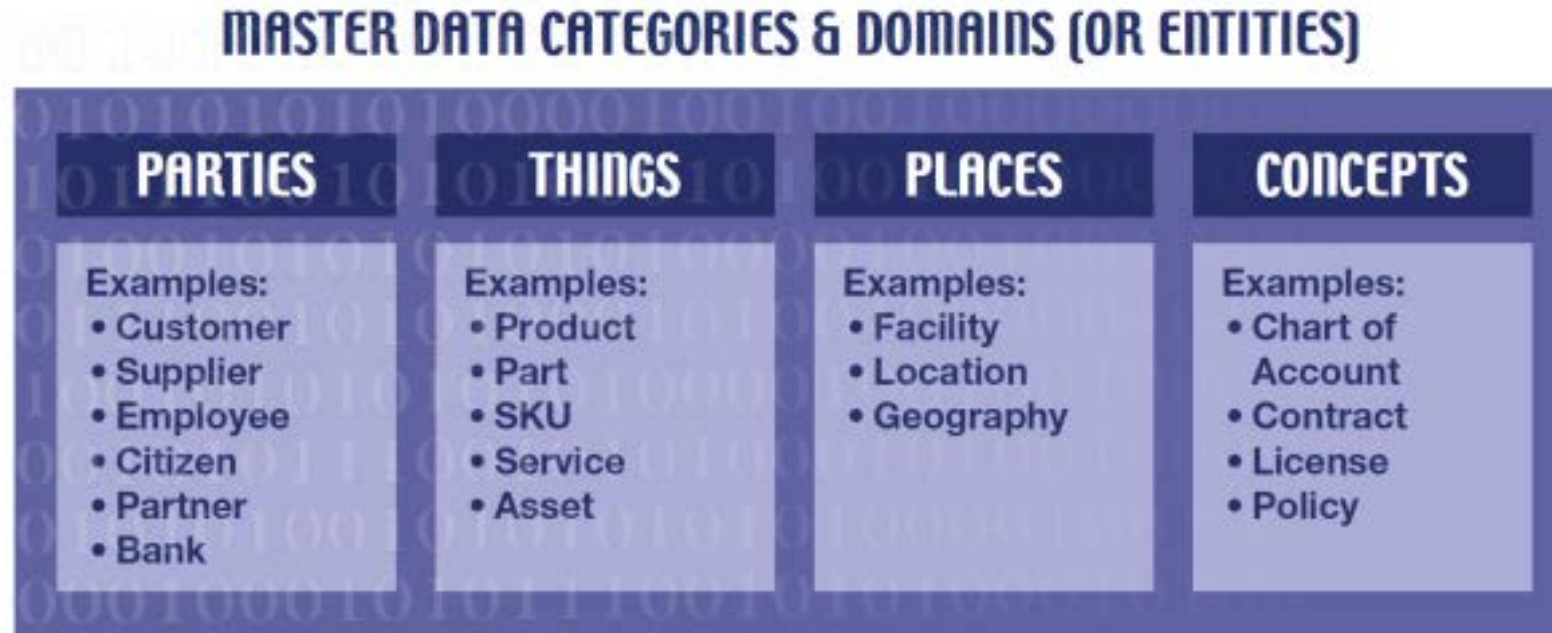 MASTER DATA CATEGORIES & DOMAINS (OR ENTITIES)
PARTIES
Examples:
• Customer
• Supplier
• Employee
• Citizen
• Partner
• Bank
THINGS
Examples:
• Product
• Part
• SKU
• Service
• Asset
PLACES
Examples:
• Facility
• Location
• Geography
CONCEPTS
Examples:
• Chart of
Account
• Contract
• License
• Policy